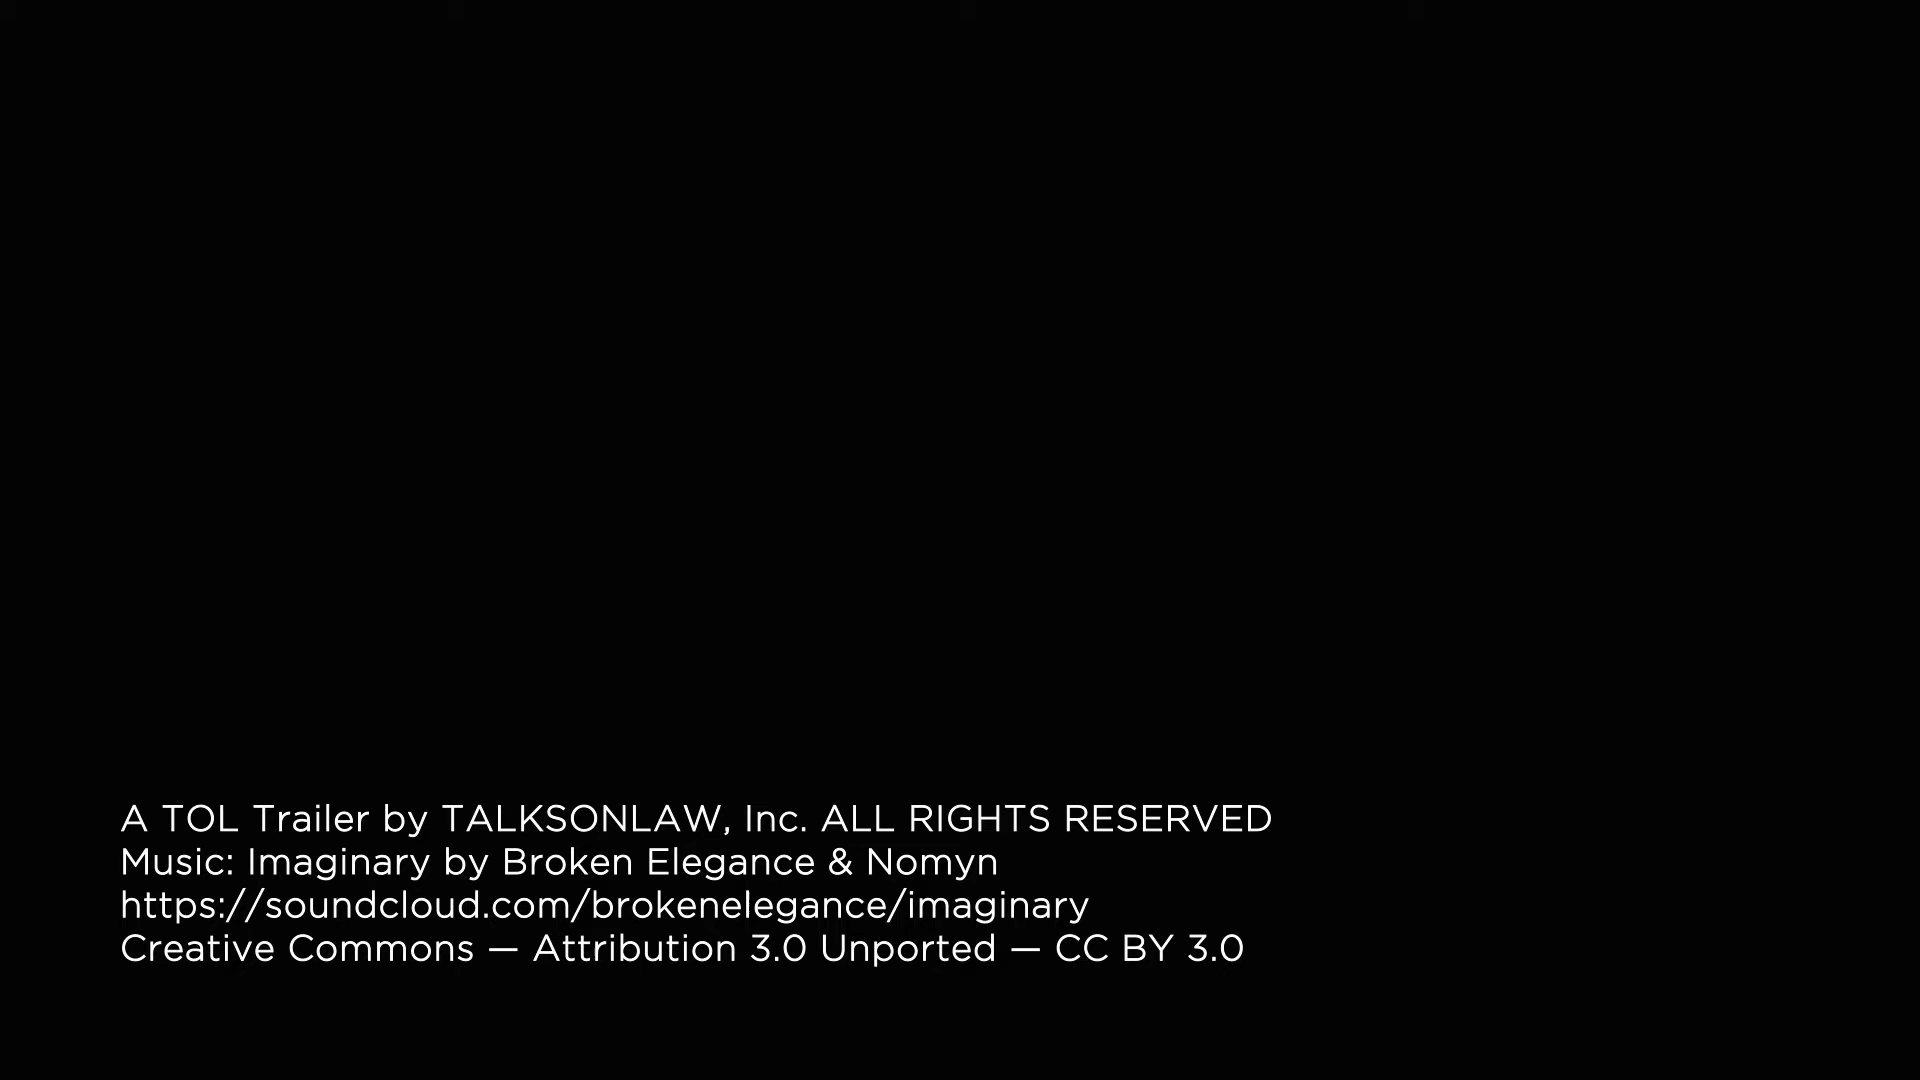 A TOL Trailer by TALKSONLAW, Inc. ALL RIGHTS RESERVED
Music: Imaginary by Broken Elegance & Nomyn
https://soundcloud.com/brokenelegance/imaginary
Creative Commons — Attribution 3.0 Unported — CC BY 3.0